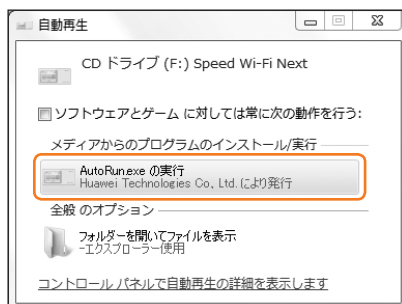 自動再生
CD ドライブ (F:) Speed Wi-Fi Next
ソフトウェアとゲーム に対しては常に次の動作を行う:
メディアからのプログラムのインストール/実行
AutoRun.exe の実行
Huawei Technologies Co., Ltd. により発行
全般 のオプション
フォルダーを開いてファイルを表示
-エクスプローラー使用
コントロール パネルで自動再生の詳細を表示します